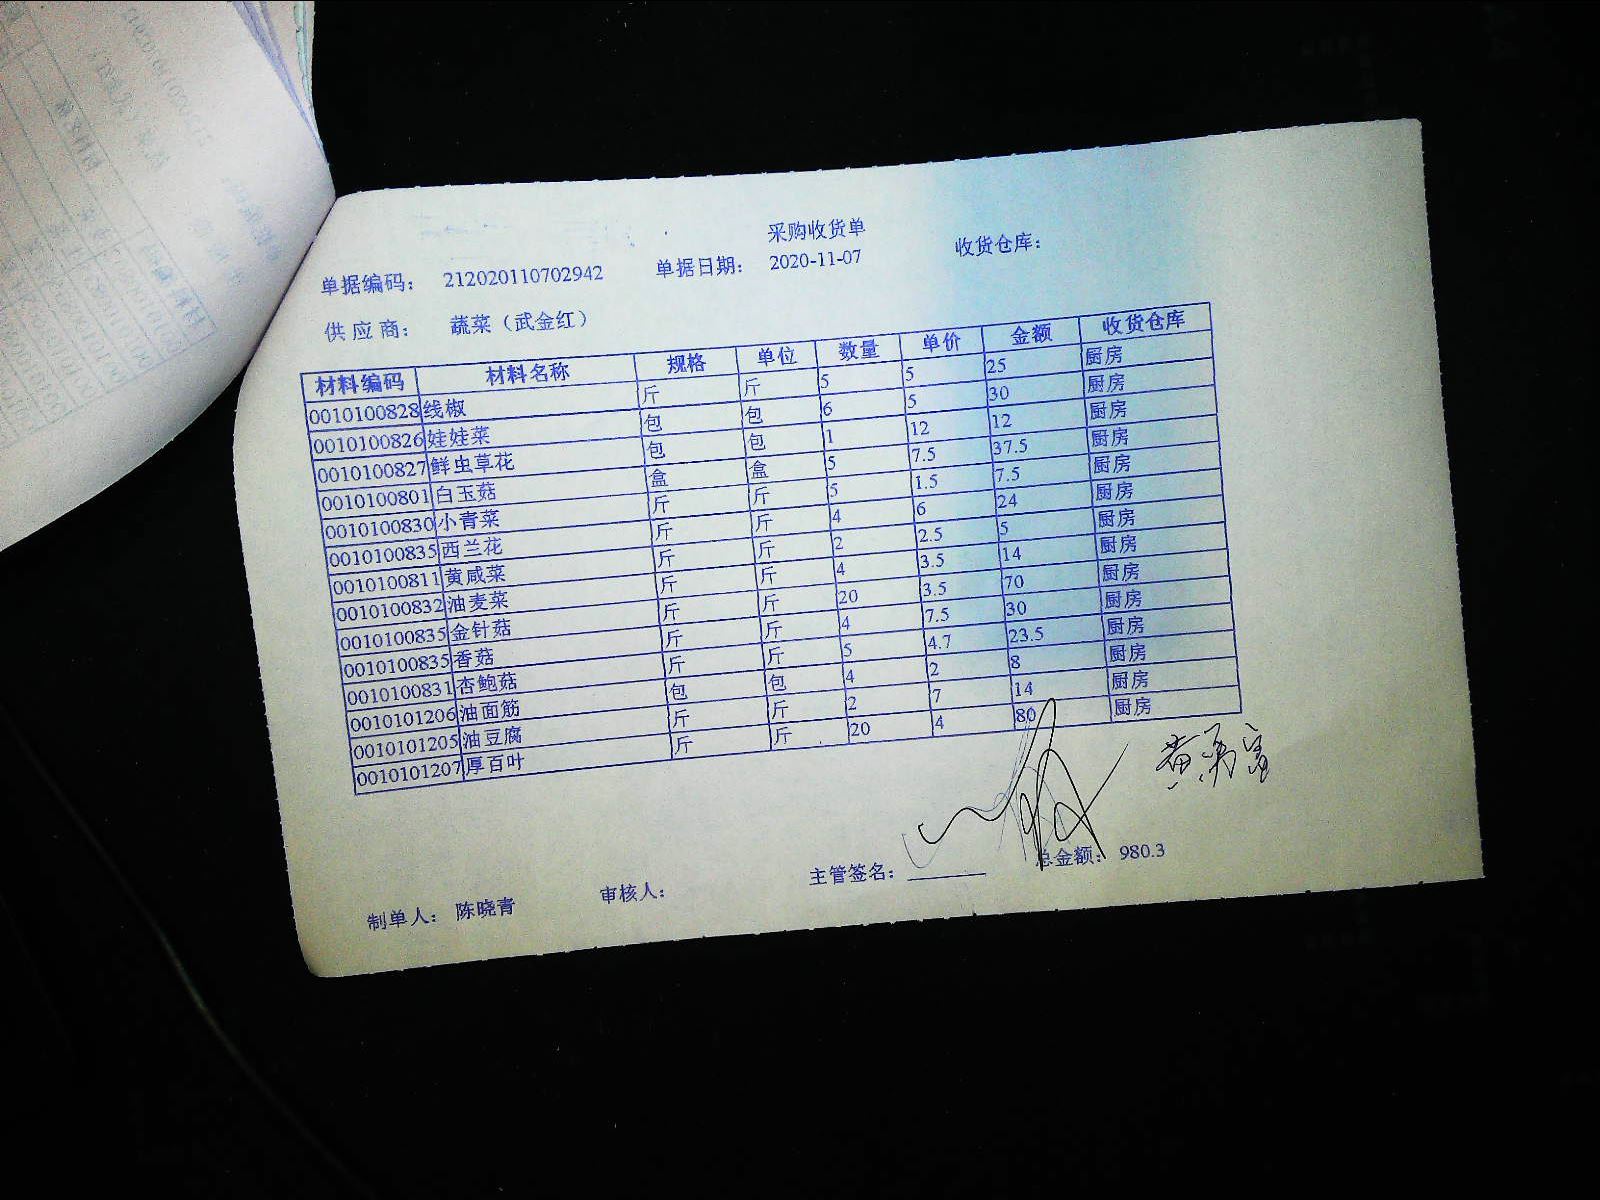 采购收货单
单据编码： 212020110702942 单据日期： 2020-11-07 收货仓库：
供应商： 蔬菜（武金红）
材料编码 材料名称 规格 单位 数量 单价 金额 收货仓库
0010100828 线椒 斤 斤 5 5 25 厨房
0010100826 娃娃菜 包 包 6 5 30 厨房
0010100827 鲜虫草花 包 包 1 12 12 厨房
0010100801 白玉菇 盒 盒 5 7.5 37.5 厨房
0010100830 小青菜 斤 斤 5 1.5 7.5 厨房
0010100835 西兰花 斤 斤 4 6 24 厨房
0010100811 黄咸菜 斤 斤 2 2.5 5 厨房
0010100832 油麦菜 斤 斤 4 3.5 14 厨房
0010100835 金针菇 斤 斤 20 3.5 70 厨房
0010100835 香菇 斤 斤 4 7.5 30 厨房
0010100831 杏鲍菇 斤 斤 5 4.7 23.5 厨房
0010101206 油面筋 包 包 4 2 8 厨房
0010101205 油豆腐 斤 斤 2 7 14 厨房
0010101207 厚百叶 斤 斤 20 4 80 厨房
制单人： 陈晓青 审核人： 主管签名： 总金额： 980.3